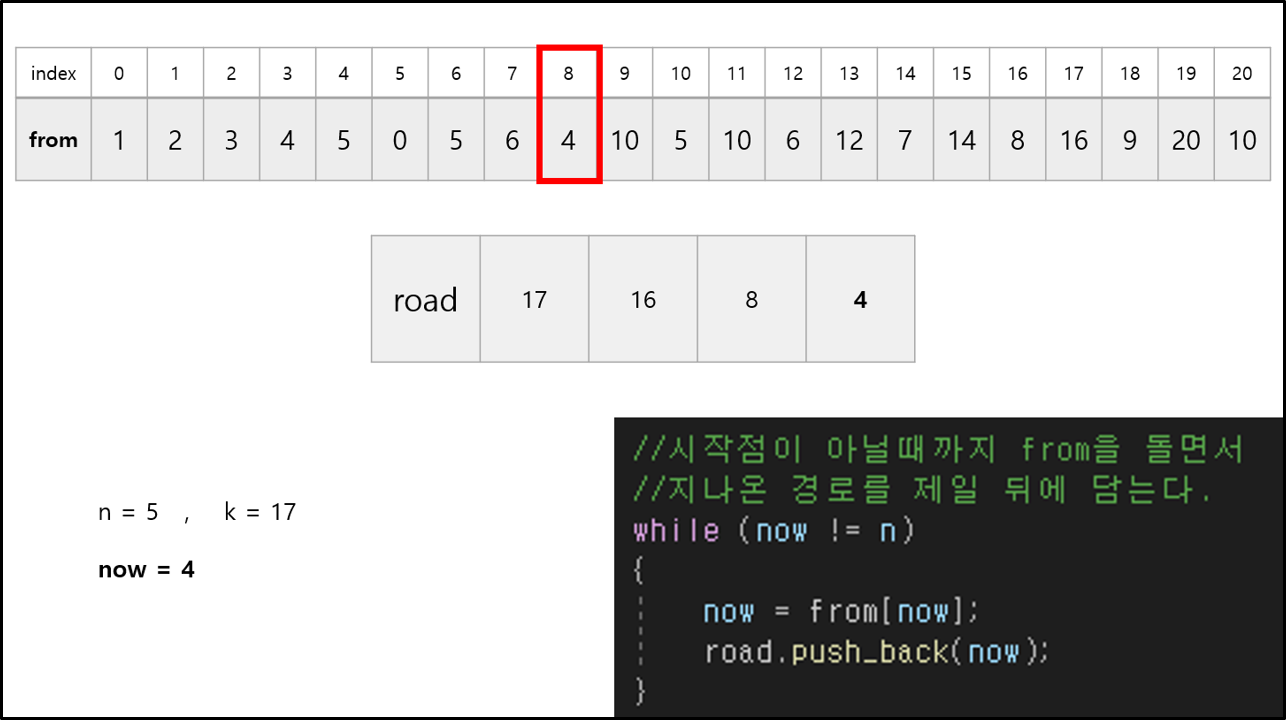 index 0 1 2 3 4 5 6 7 8 9 10 11 12 13 14 15 16 17 18 19 20
from 1 2 3 4 5 0 5 6 4 10 5 10 6 12 7 14 8 16 9 20 10
road 17 16 8 4
n = 5 , k = 17
now = 4
//시작점이 아닐때까지 from을 돌면서
//지나온 경로를 제일 뒤에 담는다.
while (now != n)
{
now = from[now];
road.push_back(now);
}